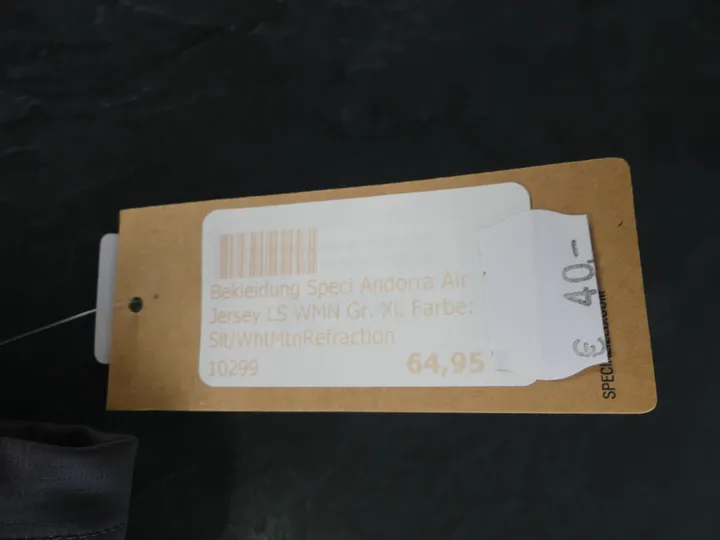 Bekleidung Speci Andorra Air
Jersey LS WMN Gr. XL Farbe:
Slt/WhtMtnRefraction
10299
64,95
€ 40,-